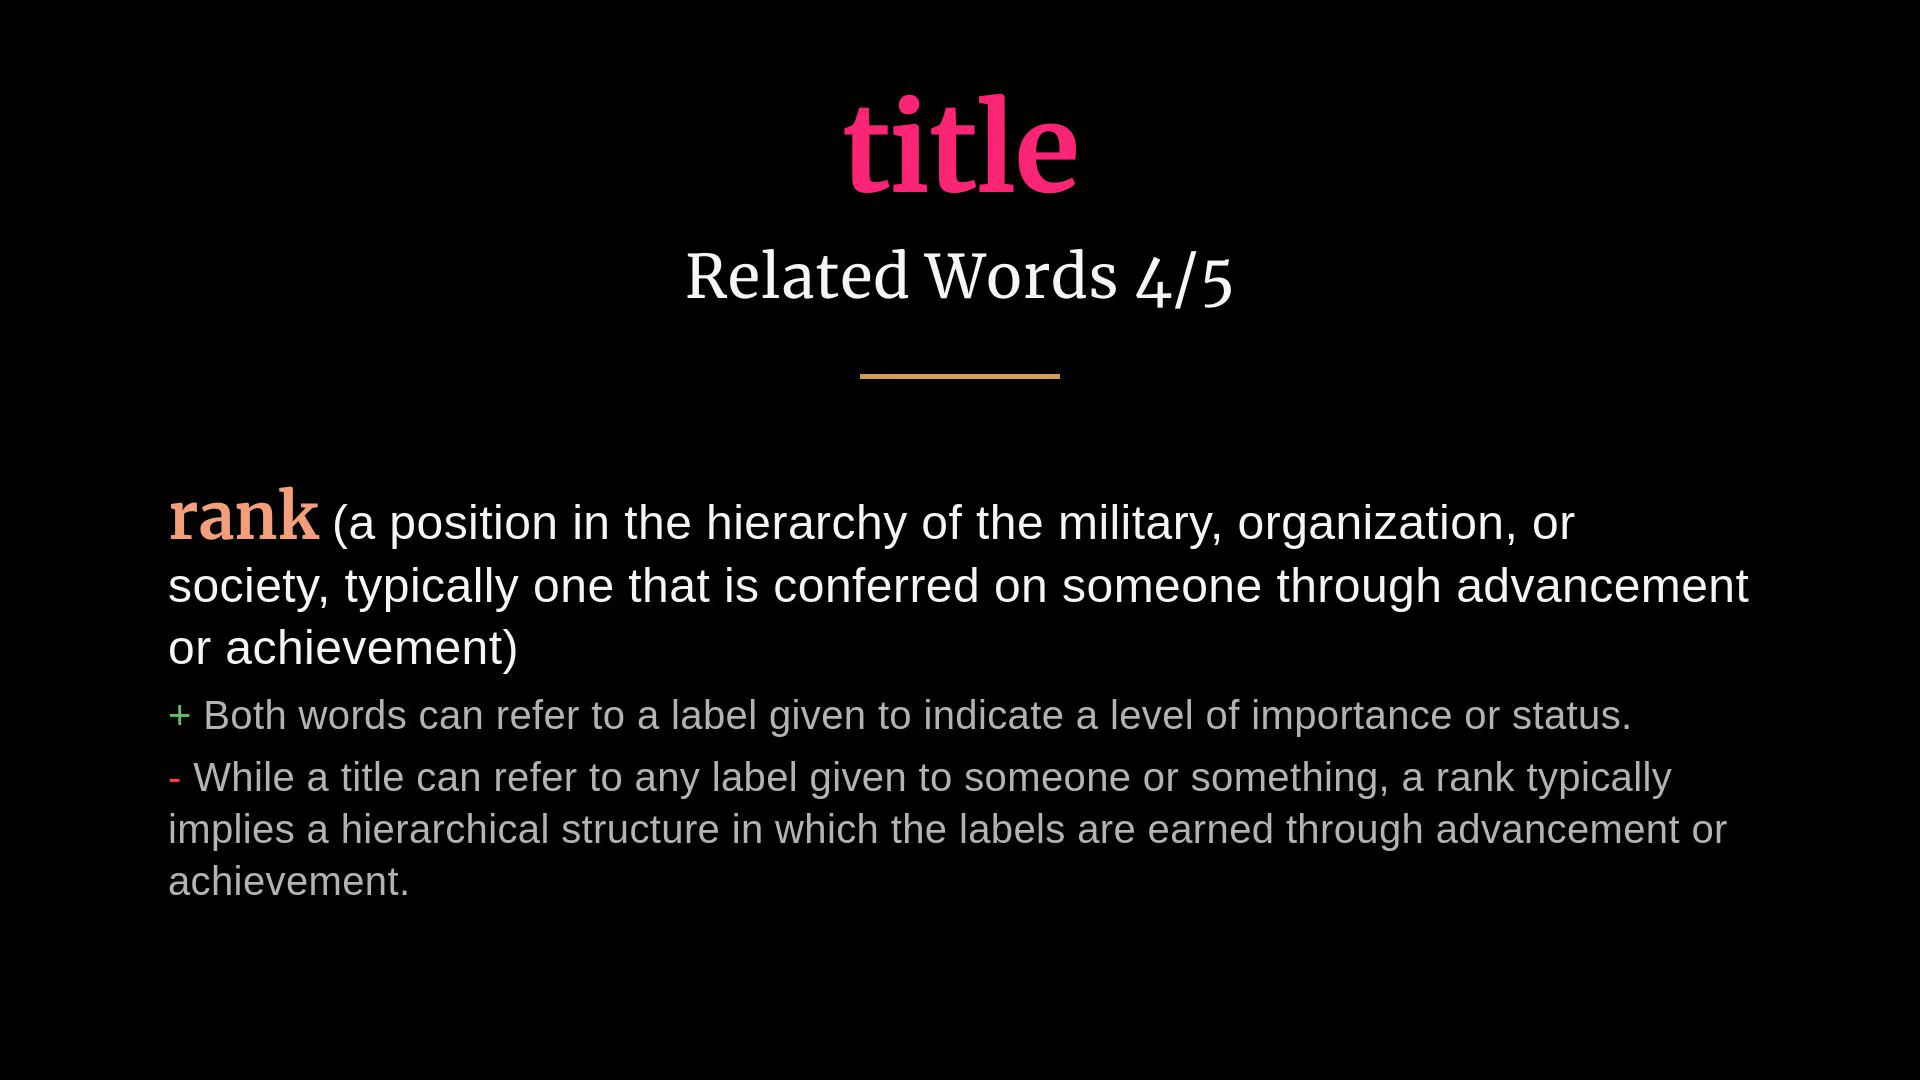 title
Related Words 4/5
rank (a position in the hierarchy of the military, organization, or
society, typically one that is conferred on someone through advancement
or achievement)
+ Both words can refer to a label given to indicate a level of importance or status.
- While a title can refer to any label given to someone or something, a rank typically
implies a hierarchical structure in which the labels are earned through advancement or
achievement.